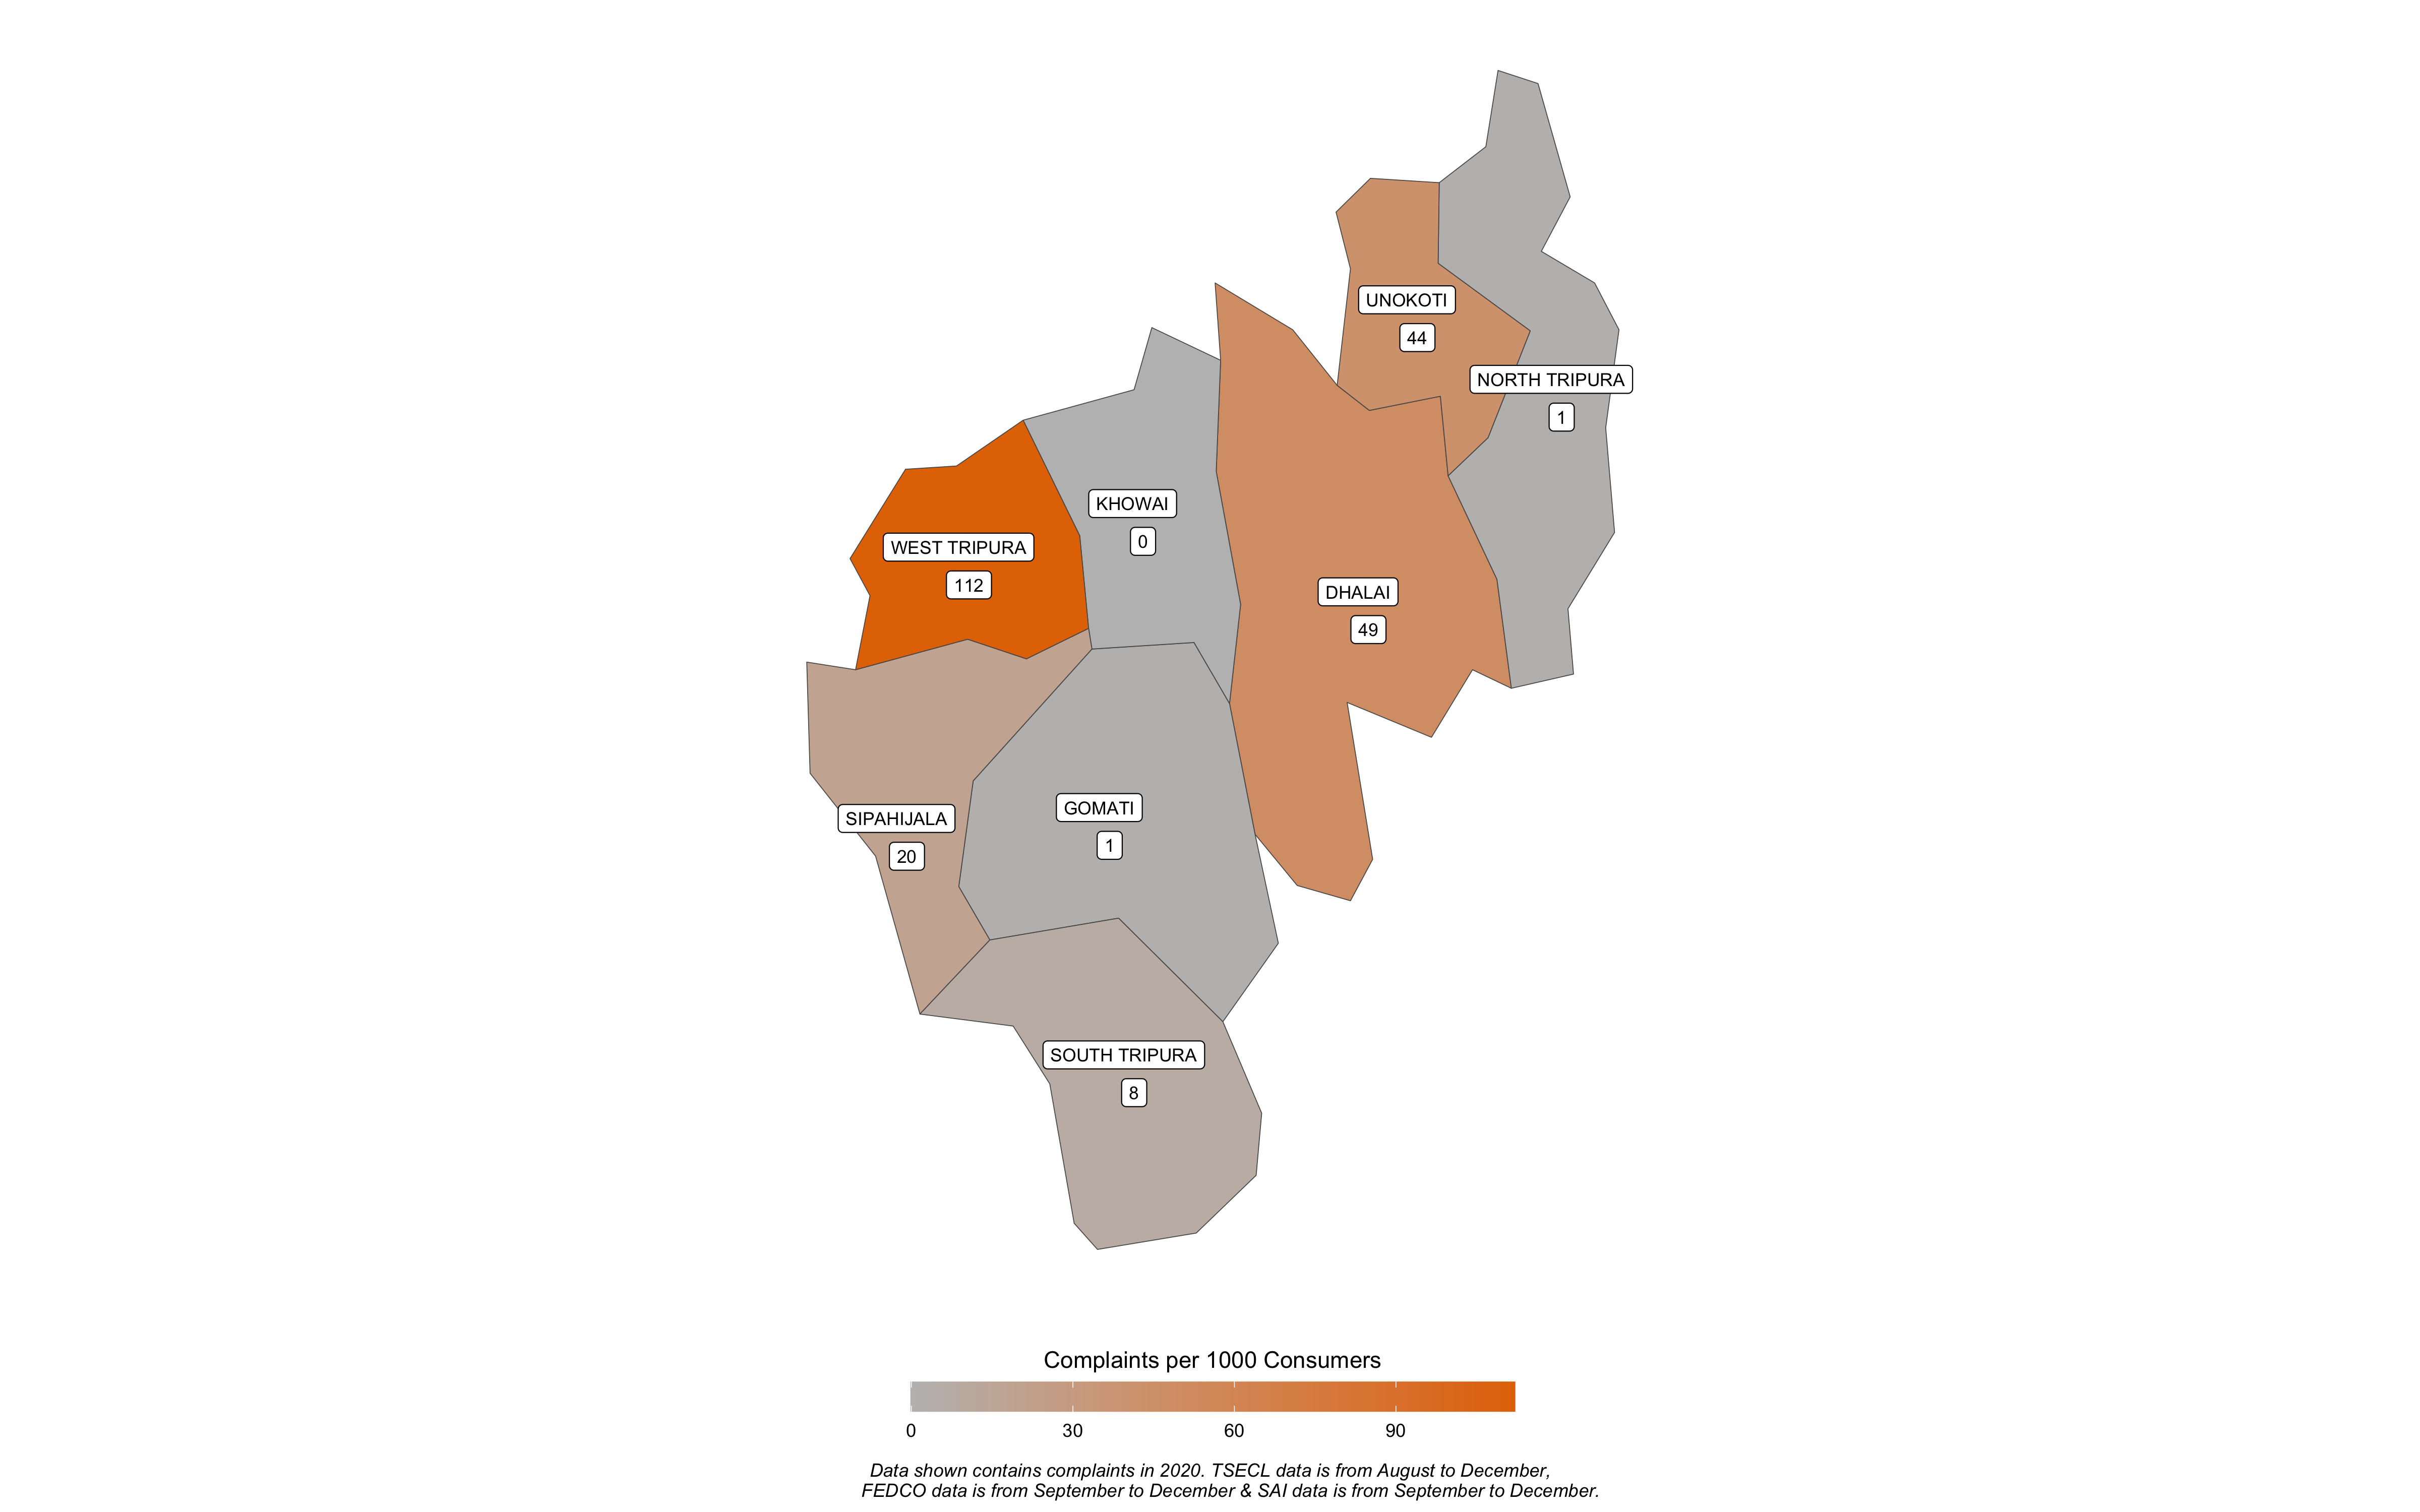 UNOKOTI
44
NORTH TRIPURA
1
KHOWAI
0
WEST TRIPURA
112
DHALAI
49
GOMATI
1
SIPAHIJALA
20
SOUTH TRIPURA
8
Complaints per 1000 Consumers
0 30 60 90
Data shown contains complaints in 2020. TSECL data is from August to December,
FEDCO data is from September to December & SAI data is from September to December.